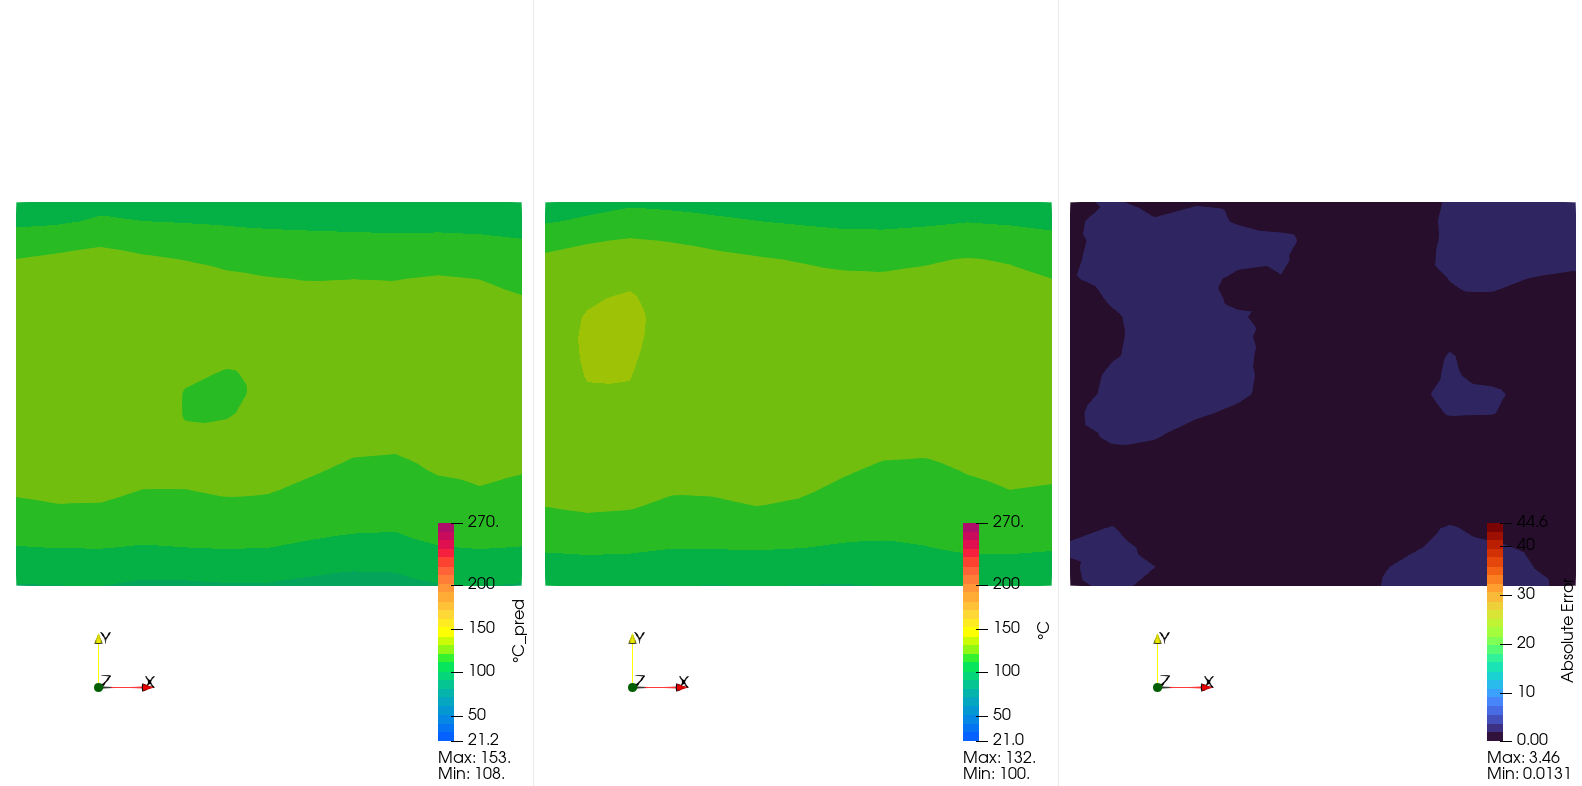 270.
200
150
100
50
21.2
°C_pred
Max: 153.
Min: 108.
Y
Z
X
270.
200
150
100
50
21.0
°C
Max: 132.
Min: 100.
Y
Z
X
44.6
40
30
20
10
0.00
Absolute Error
Max: 3.46
Min: 0.0131
Y
Z
X